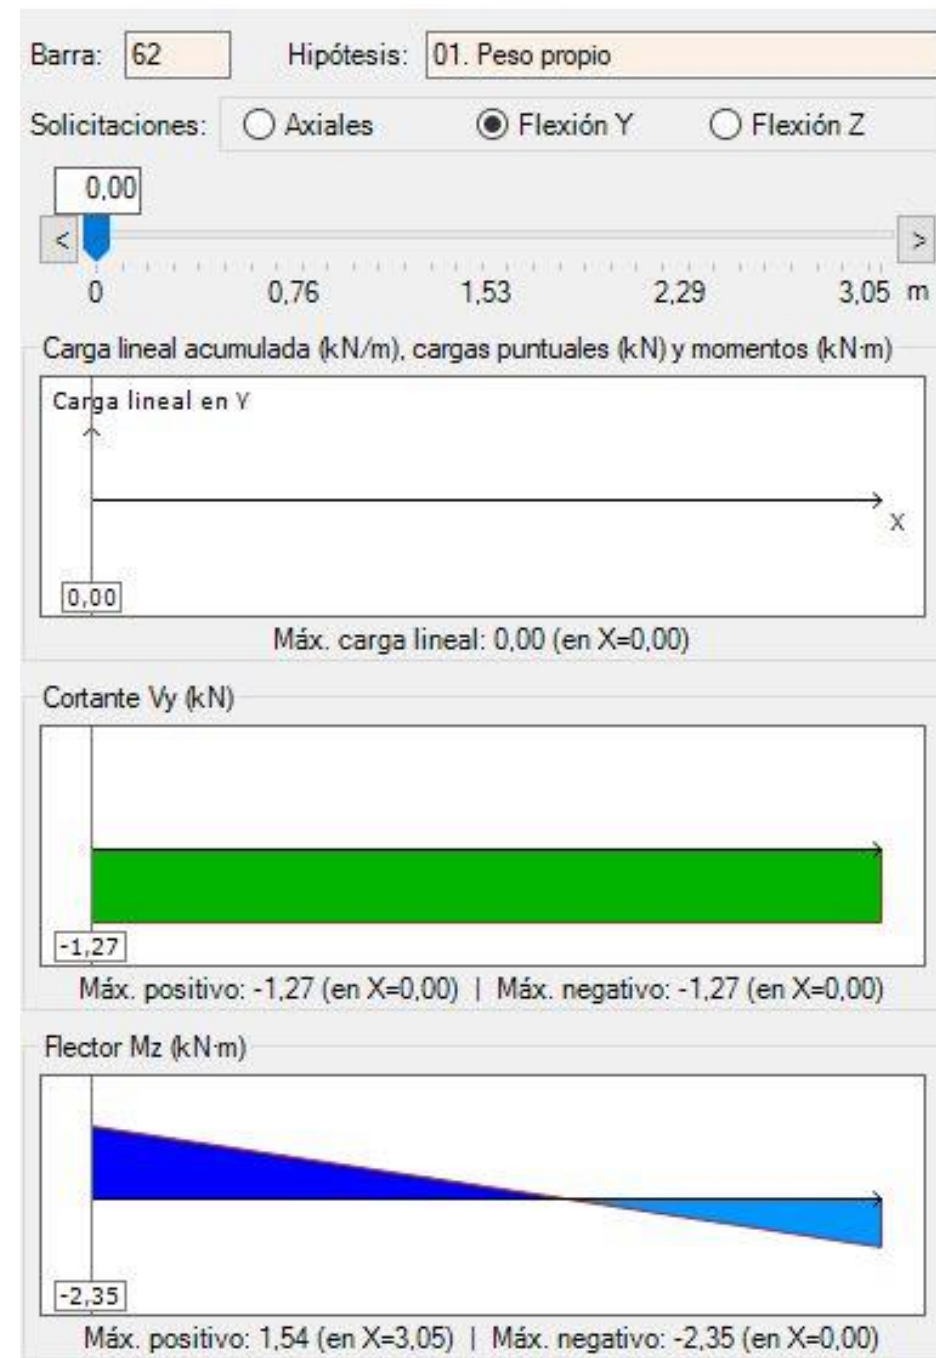 Barra: 62 Hipótesis: 01. Peso propio
Solicitaciones: Axiales Flexión Y Flexión Z
0,00
< >
0 0,76 1,53 2,29 3,05 m
Carga lineal acumulada (kN/m), cargas puntuales (kN) y momentos (kN·m)
Carga lineal en Y
X
0,00
Máx. carga lineal: 0,00 (en X=0,00)
Cortante Vy (kN)
-1,27
Máx. positivo: -1,27 (en X=0,00) | Máx. negativo: -1,27 (en X=0,00)
Flector Mz (kN·m)
-2,35
Máx. positivo: 1,54 (en X=3,05) | Máx. negativo: -2,35 (en X=0,00)